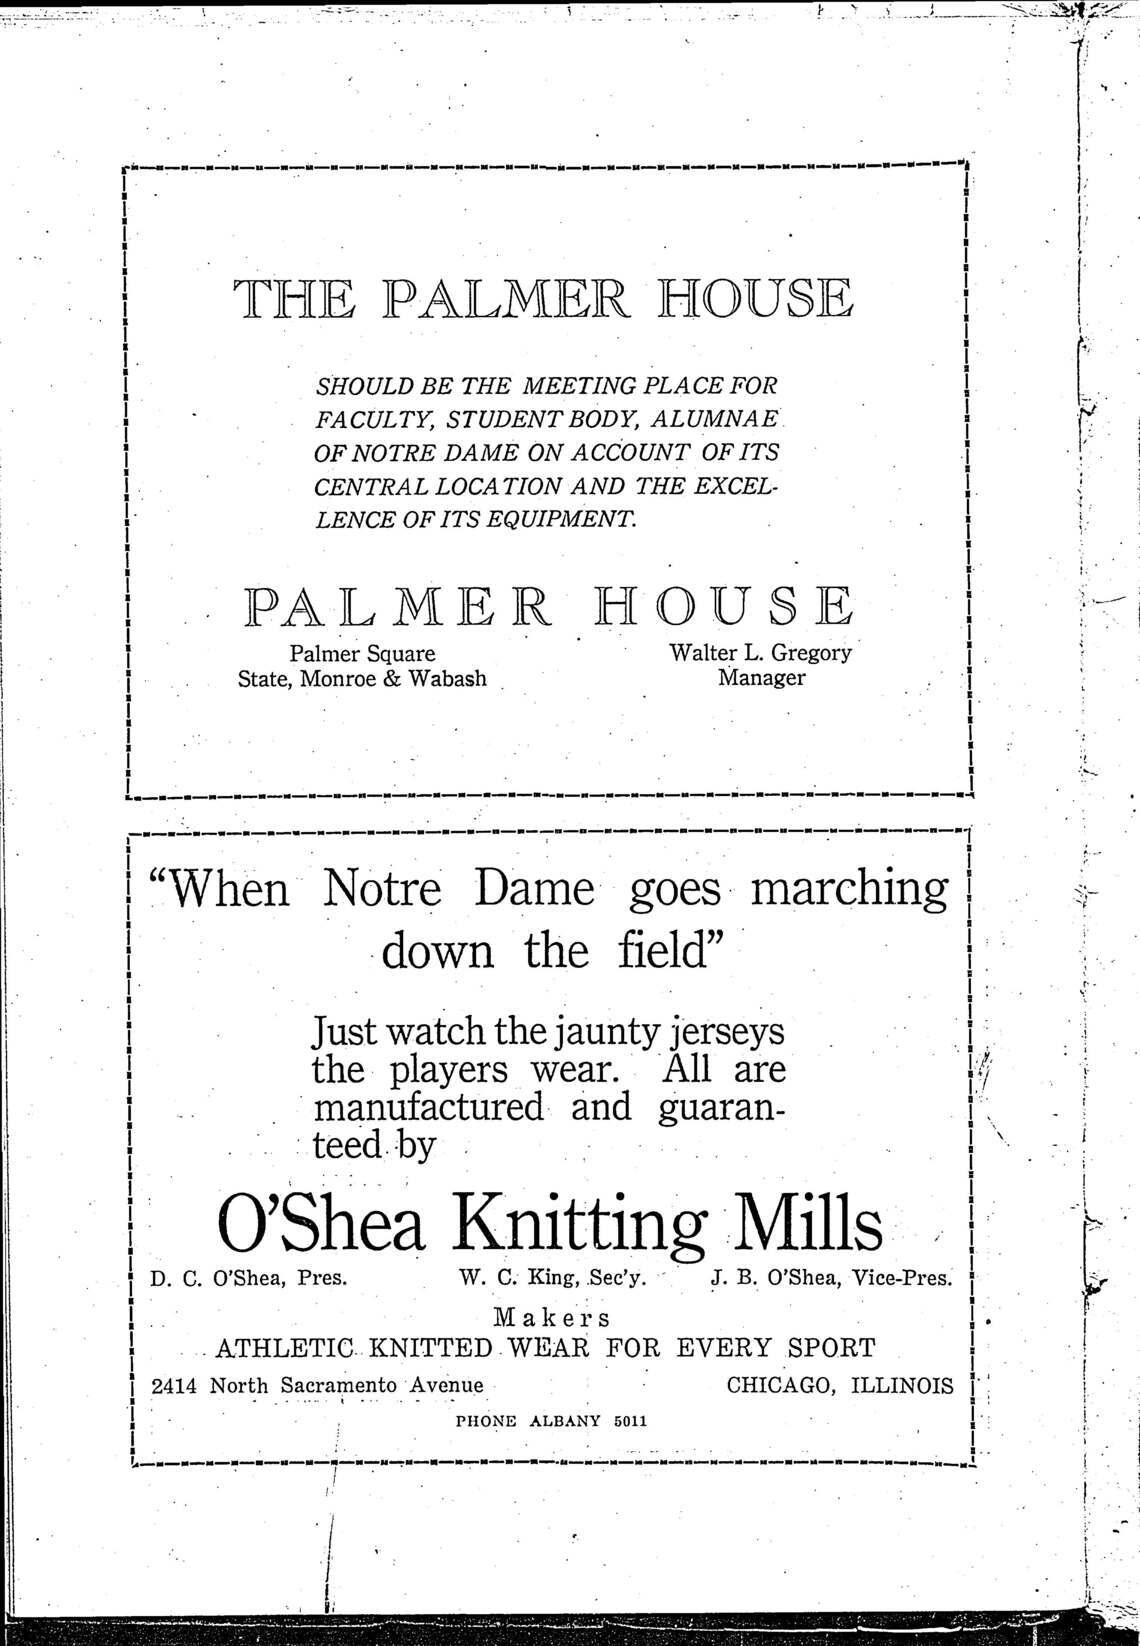 THE PALMER HOUSE
SHOULD BE THE MEETING PLACE FOR
FACULTY, STUDENT BODY, ALUMNAE
OF NOTRE DAME ON ACCOUNT OF ITS
CENTRAL LOCATION AND THE EXCEL-
LENCE OF ITS EQUIPMENT.
PALMER HOUSE
Palmer Square
State, Monroe & Wabash
Walter L. Gregory
Manager
“When Notre Dame goes marching
down the field”
Just watch the jaunty jerseys
the players wear. All are
manufactured and guaran-
teed by
O’Shea Knitting Mills
D. C. O’Shea, Pres. W. C. King, Sec’y. J. B. O’Shea, Vice-Pres.
Makers
ATHLETIC KNITTED WEAR FOR EVERY SPORT
2414 North Sacramento Avenue CHICAGO, ILLINOIS
PHONE ALBANY 5011